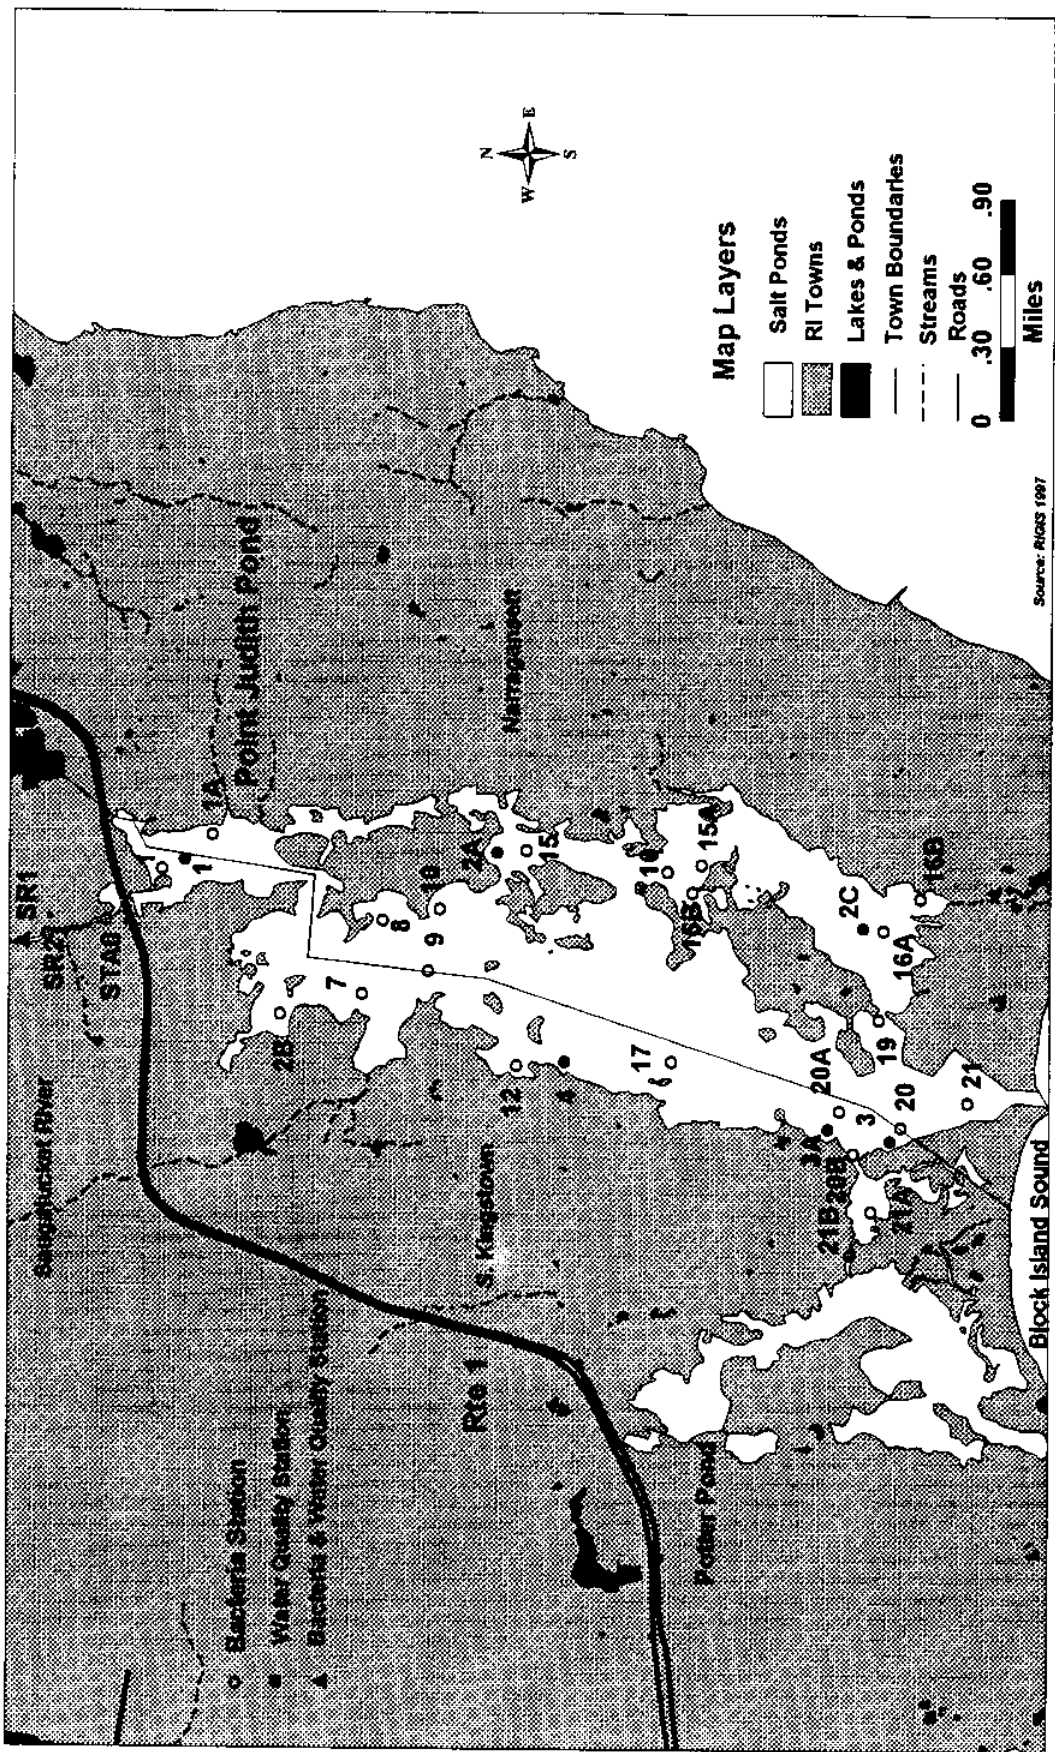 SR1
SR2
STA8
Saugatucket River
1
1A
Point Judith Pond
Bacteria Station
Water Quality Station
Bacteria & Water Quality Station
2B
7
8
9
10
2A
15
Narragansett
Rte 1
S. Kingstown
12
4
17
15A
Potter Pond
20A
3
20
19
21
21B
21A
2C
16A
16B
Block Island Sound
N
E
S
W
Map Layers
Salt Ponds
RI Towns
Lakes & Ponds
Town Boundaries
Streams
Roads
0 .30 .60 .90
Miles
Source: RIGIS 1997